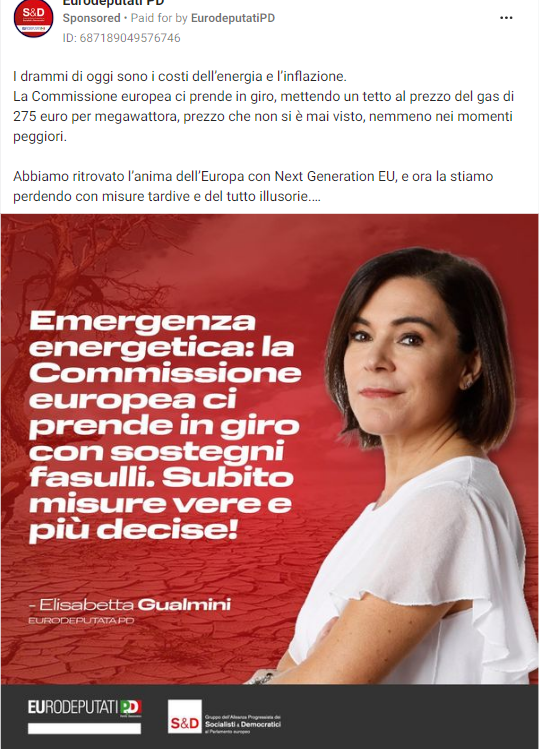 Eurodeputati PD
Sponsored • Paid for by EurodeputatiPD
ID: 687189049576746
I drammi di oggi sono i costi dell'energia e l'inflazione.
La Commissione europea ci prende in giro, mettendo un tetto al prezzo del gas di
275 euro per megawattora, prezzo che non si è mai visto, nemmeno nei momenti
peggiori.
Abbiamo ritrovato l'anima dell'Europa con Next Generation EU, e ora la stiamo
perdendo con misure tardive e del tutto illusorie....
Emergenza
energetica: la
Commissione
europea ci
prende in giro
con sostegni
fasulli. Subito
misure vere e
più decise!
- Elisabetta Gualmini
EURODEPUTATA PD
EURODEPUTATI PD
S&D
Gruppo dell'Alleanza Progressista dei
Socialisti & Democratici
al Parlamento europeo